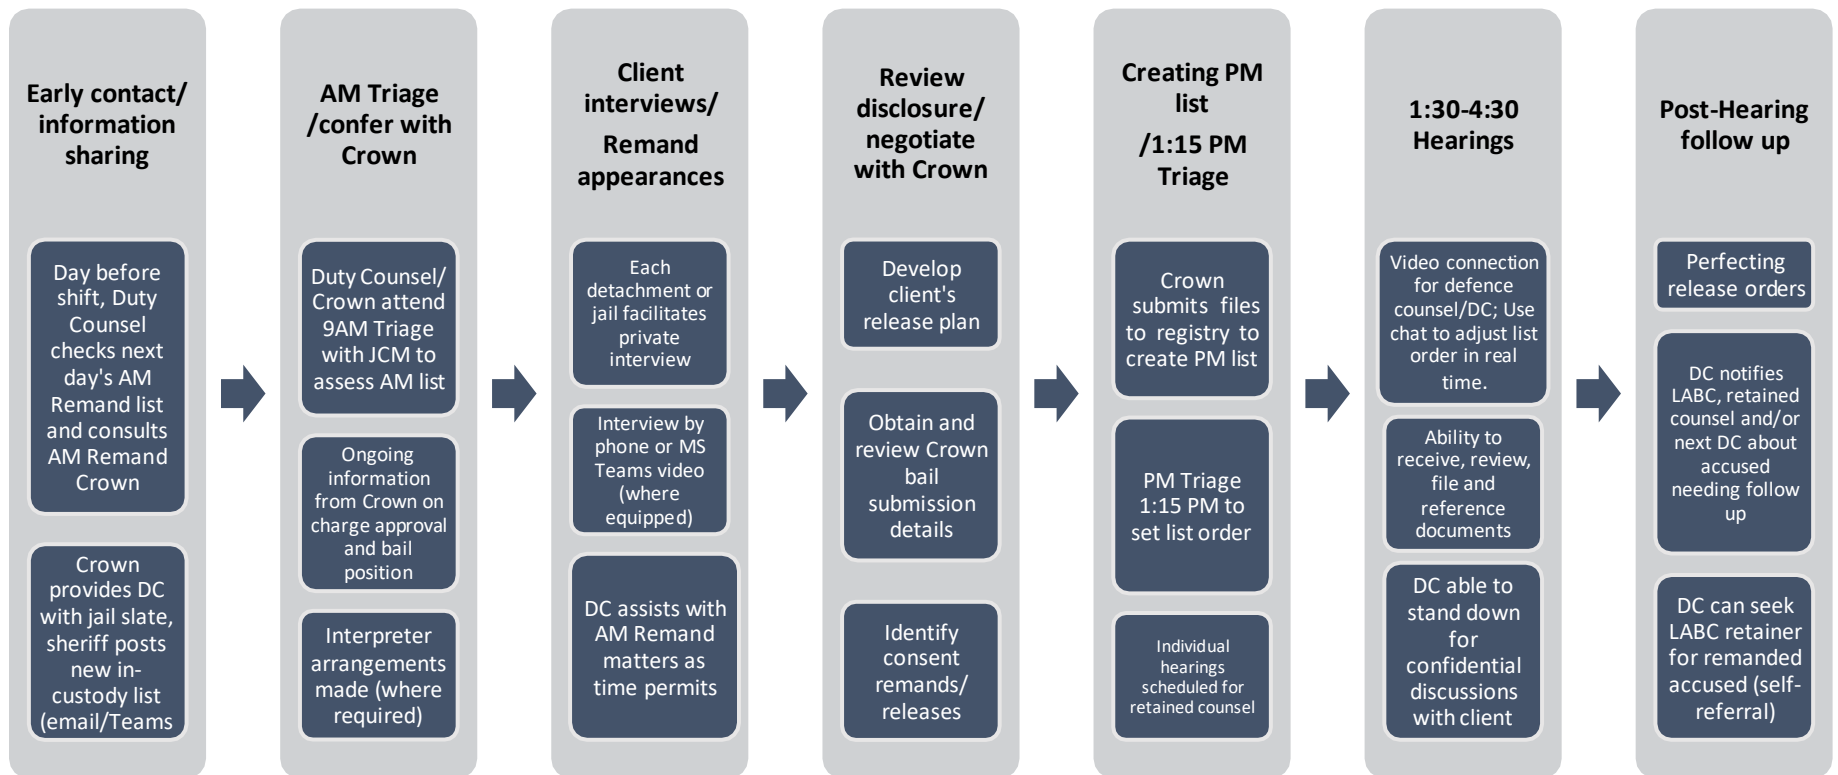 Early contact/
information
sharing
Day before
shift, Duty
Counsel
checks next
day's AM
Remand list
and consults
AM Remand
Crown
Crown
provides DC
with jail slate,
sheriff posts
new in-
custody list
(email/Teams
AM Triage
/confer with
Crown
Duty Counsel/
Crown attend
9AM Triage
with JCM to
assess AM list
Ongoing
information
from Crown on
charge approval
and bail
position
Interpreter
arrangements
made (where
required)
Client
interviews/
Remand
appearances
Each
detachment or
jail facilitates
private
interview
Interview by
phone or MS
Teams video
(where
equipped)
DC assists with
AM Remand
matters as
time permits
Review
disclosure/
negotiate
with Crown
Develop
client's
release plan
Obtain and
review Crown
bail
submission
details
Identify
consent
remands/
releases
Creating PM
list
/1:15 PM
Triage
Crown
submits files
to registry to
create PM list
PM Triage
1:15 PM to
set list order
Individual
hearings
scheduled for
retained counsel
1:30-4:30
Hearings
Video connection
for defence
counsel/DC; Use
chat to adjust list
order in real
time.
Ability to
receive, review,
file and
reference
documents
DC able to
stand down
for
confidential
discussions
with client
Post-Hearing
follow up
Perfecting
release orders
DC notifies
LABC, retained
counsel and/or
next DC about
accused
needing follow
up
DC can seek
LABC retainer
for remanded
accused (self-
referral)